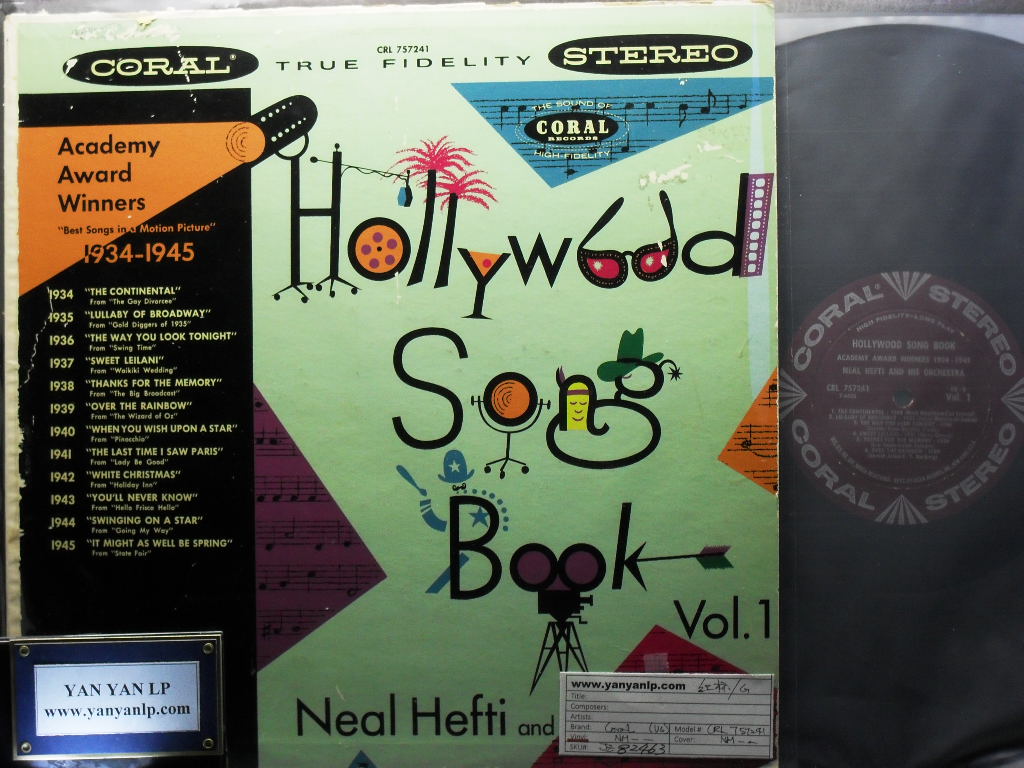 CORAL®
CRL 757241
TRUE FIDELITY
STEREO
THE SOUND OF
CORAL
RECORDS
HIGH-FIDELITY
Academy
Award
Winners
"Best Songs in a Motion Picture"
1934-1945
1934 "THE CONTINENTAL"
From "The Gay Divorcee"
1935 "LULLABY OF BROADWAY"
From "Gold Diggers of 1935"
1936 "THE WAY YOU LOOK TONIGHT"
From "Swing Time"
1937 "SWEET LEILANI"
From "Waikiki Wedding"
1938 "THANKS FOR THE MEMORY"
From "The Big Broadcast"
1939 "OVER THE RAINBOW"
From "The Wizard of Oz"
1940 "WHEN YOU WISH UPON A STAR"
From "Pinocchio"
1941 "THE LAST TIME I SAW PARIS"
From "Lady Be Good"
1942 "WHITE CHRISTMAS"
From "Holiday Inn"
1943 "YOU'LL NEVER KNOW"
From "Hello Frisco Hello"
1944 "SWINGING ON A STAR"
From "Going My Way"
1945 "IT MIGHT AS WELL BE SPRING"
From "State Fair"
Hollywood
Song
Book
Vol.1
Neal Hefti and
YAN YAN LP
www.yanyanlp.com
www.yanyanlp.com
Title:
Composers:
Artists:
Brand: Coral (US) Model# CRL 757241
Vinyl: NM-- Cover: NM--
SKU#: 82463
CORAL® STEREO
HIGH FIDELITY-LONG PLAY
HOLLYWOOD SONG BOOK
ACADEMY AWARD WINNERS 1934-1945
NEAL HEFTI AND HIS ORCHESTRA
CRL 757241
Vol. 1
CORAL STEREO